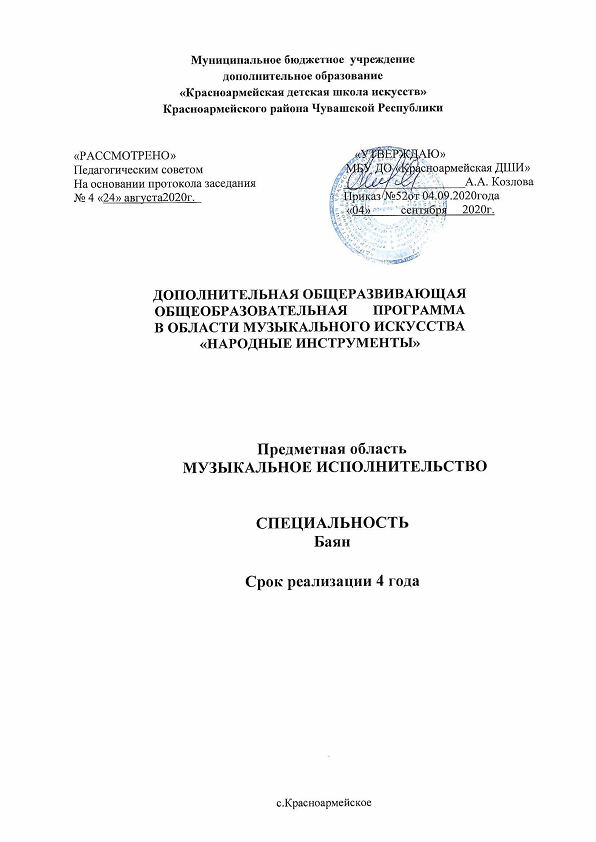 Муниципальное бюджетное учреждение
дополнительное образование
«Красноармейская детская школа искусств»
Красноармейского района Чувашской Республики
«РАССМОТРЕНО»
Педагогическим советом
На основании протокола заседания
№ 4 «24» августа2020г.
«УТВЕРЖДАЮ»
МБУ ДО «Красноармейская ДШИ»
А.А. Козлова
Приказ №52от 04.09.2020года
«04» сентября 2020г.
ДОПОЛНИТЕЛЬНАЯ ОБЩЕРАЗВИВАЮЩАЯ
ОБЩЕОБРАЗОВАТЕЛЬНАЯ ПРОГРАММА
В ОБЛАСТИ МУЗЫКАЛЬНОГО ИСКУССТВА
«НАРОДНЫЕ ИНСТРУМЕНТЫ»
Предметная область
МУЗЫКАЛЬНОЕ ИСПОЛНИТЕЛЬСТВО
СПЕЦИАЛЬНОСТЬ
Баян
Срок реализации 4 года
с.Красноармейское